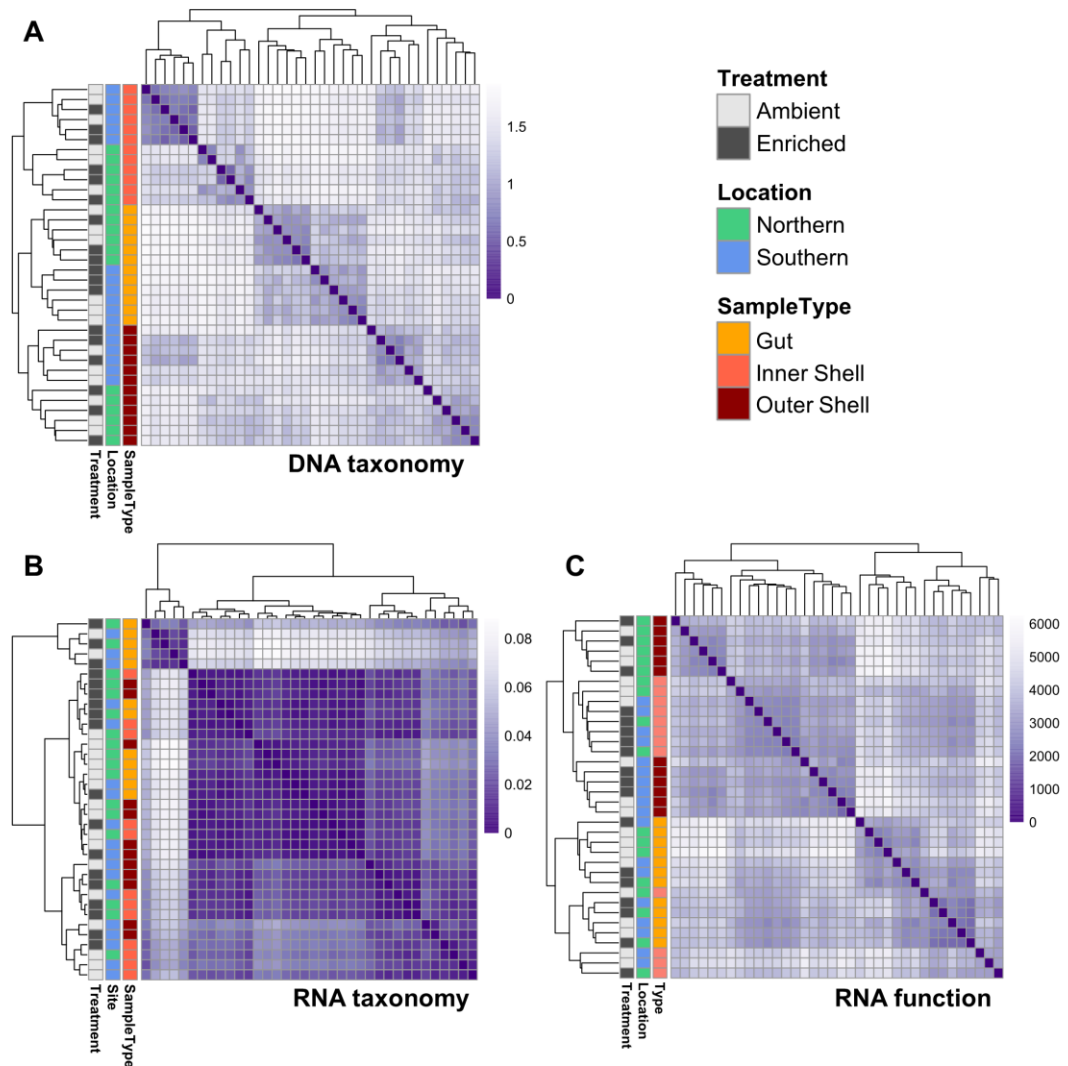 A
1.5
1
0.5
0
Treatment
Location
SampleType
DNA taxonomy
Treatment
Ambient
Enriched
Location
Northern
Southern
SampleType
Gut
Inner Shell
Outer Shell
B
0.08
0.06
0.04
0.02
0
Treatment
Site
SampleType
RNA taxonomy
C
6000
5000
4000
3000
2000
1000
0
Treatment
Location
Type
RNA function